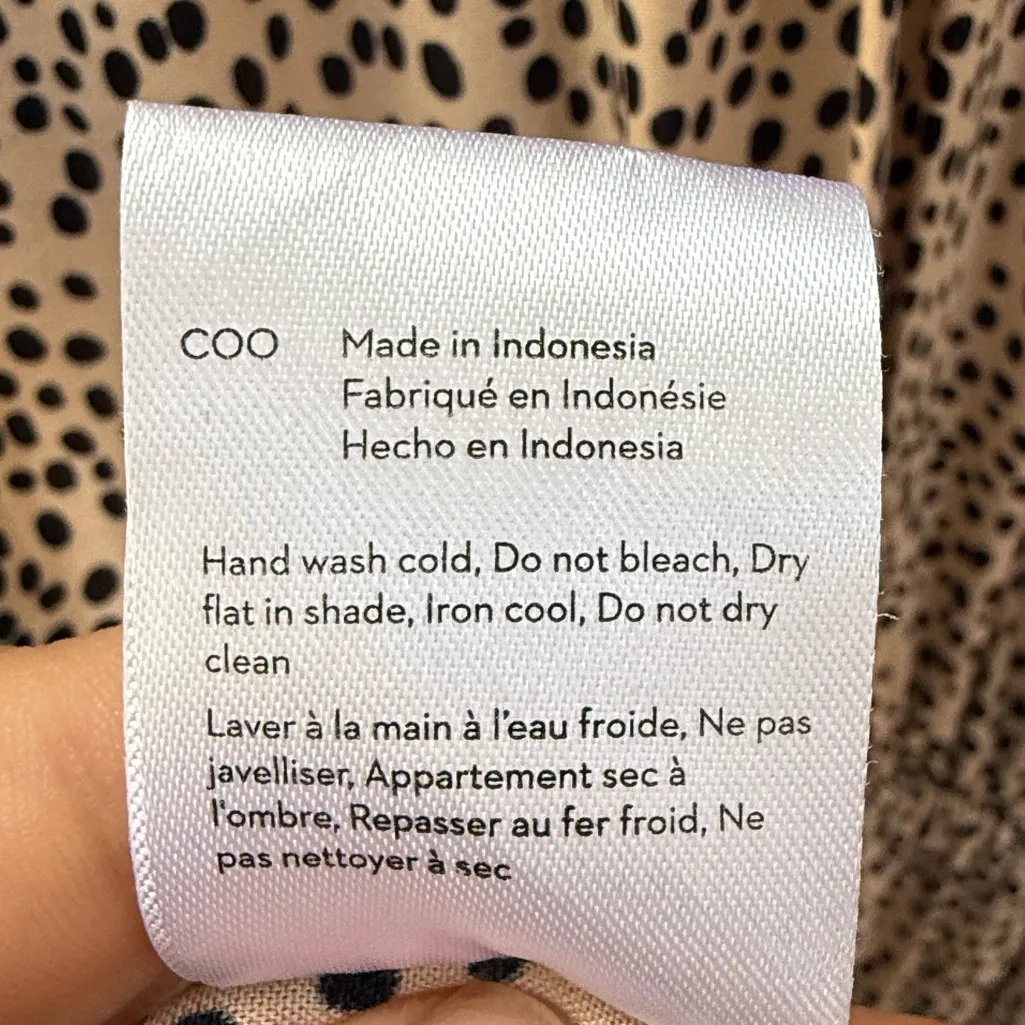 COO Made in Indonesia
Fabriqué en Indonésie
Hecho en Indonesia
Hand wash cold, Do not bleach, Dry
flat in shade, Iron cool, Do not dry
clean
Laver à la main à l'eau froide, Ne pas
javelliser, Appartement sec à
l'ombre, Repasser au fer froid, Ne
pas nettoyer à sec